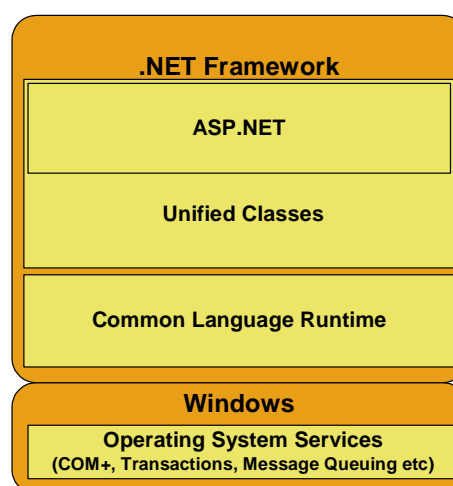 .NET Framework
ASP.NET
Unified Classes
Common Language Runtime
Windows
Operating System Services
(COM+, Transactions, Message Queuing etc)